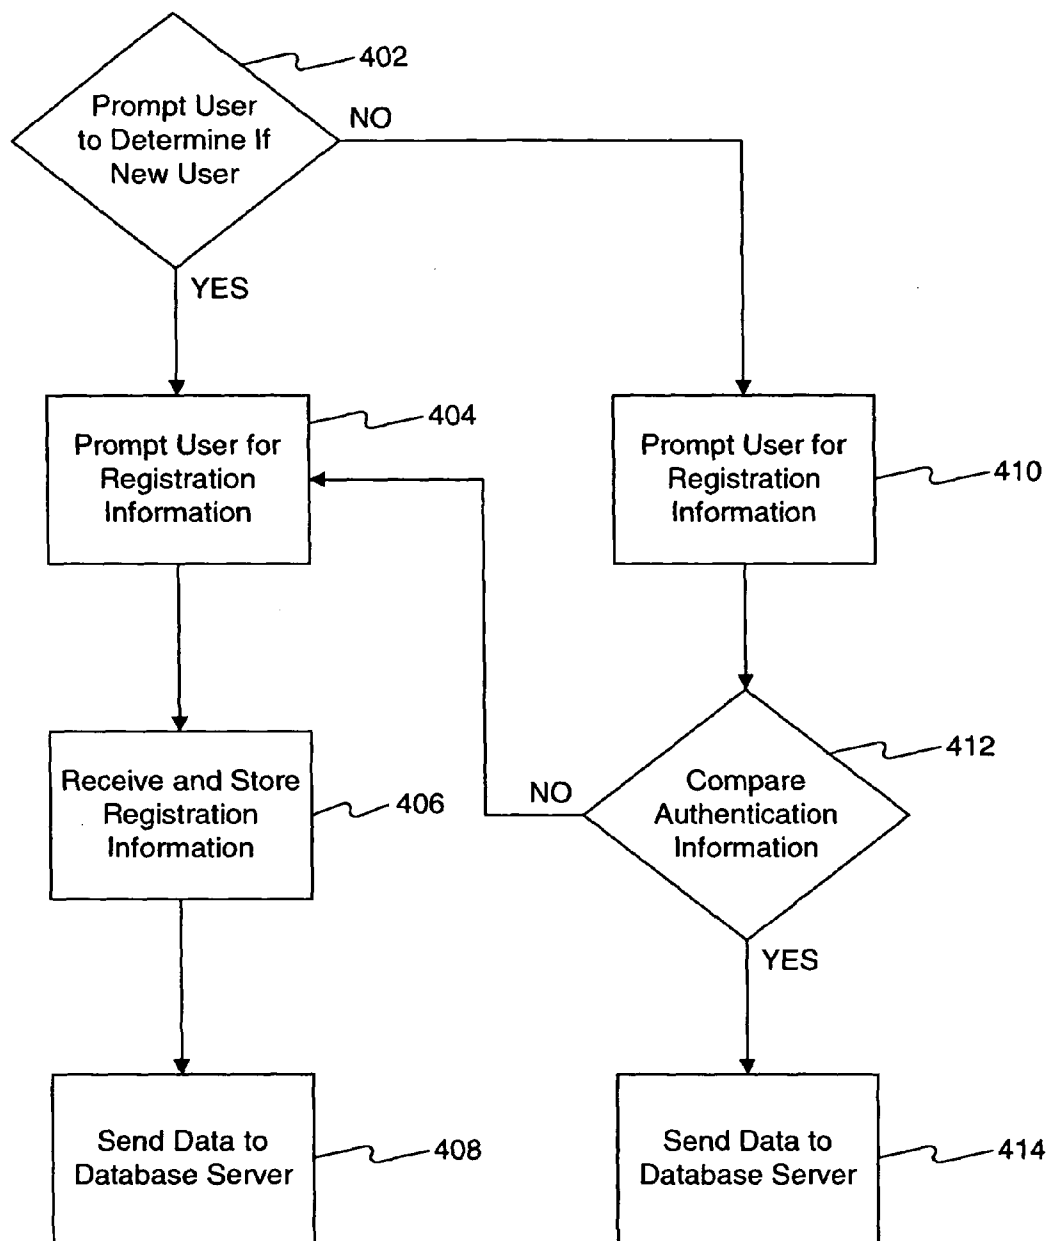 402
Prompt User
to Determine If
New User
NO
YES
404
Prompt User for
Registration
Information
Prompt User for
Registration
Information
410
Receive and Store
Registration
Information
406
412
Compare
Authentication
Information
NO
YES
Send Data to
Database Server
408
Send Data to
Database Server
414